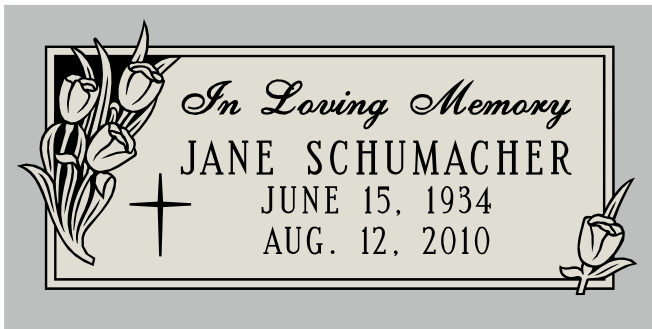 In Loving Memory
JANE SCHUMACHER
JUNE 15, 1934
AUG. 12, 2010